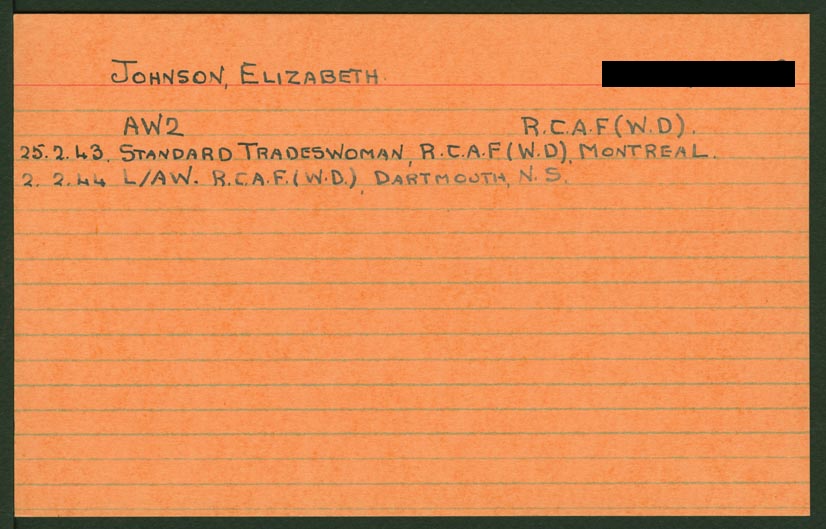 JOHNSON, ELIZABETH.
AW2 R.C.A.F (W.D).
25.2.43. STANDARD TRADESWOMAN, R.C.A.F (W.D), MONTREAL.
2. 2.44 L/AW. R.C.A.F. (W.D.), DARTMOUTH, N.S.